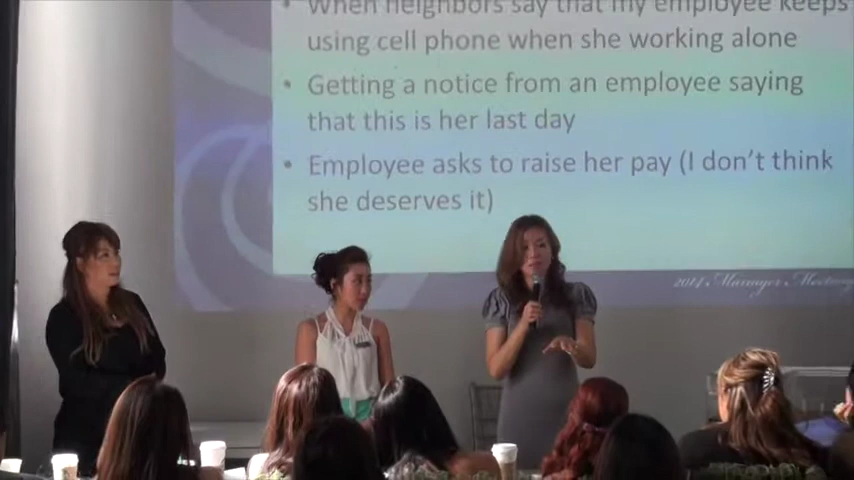 • When neighbors say that my employee keeps
using cell phone when she working alone
• Getting a notice from an employee saying
that this is her last day
• Employee asks to raise her pay (I don't think
she deserves it)
2014 Managers Meeting